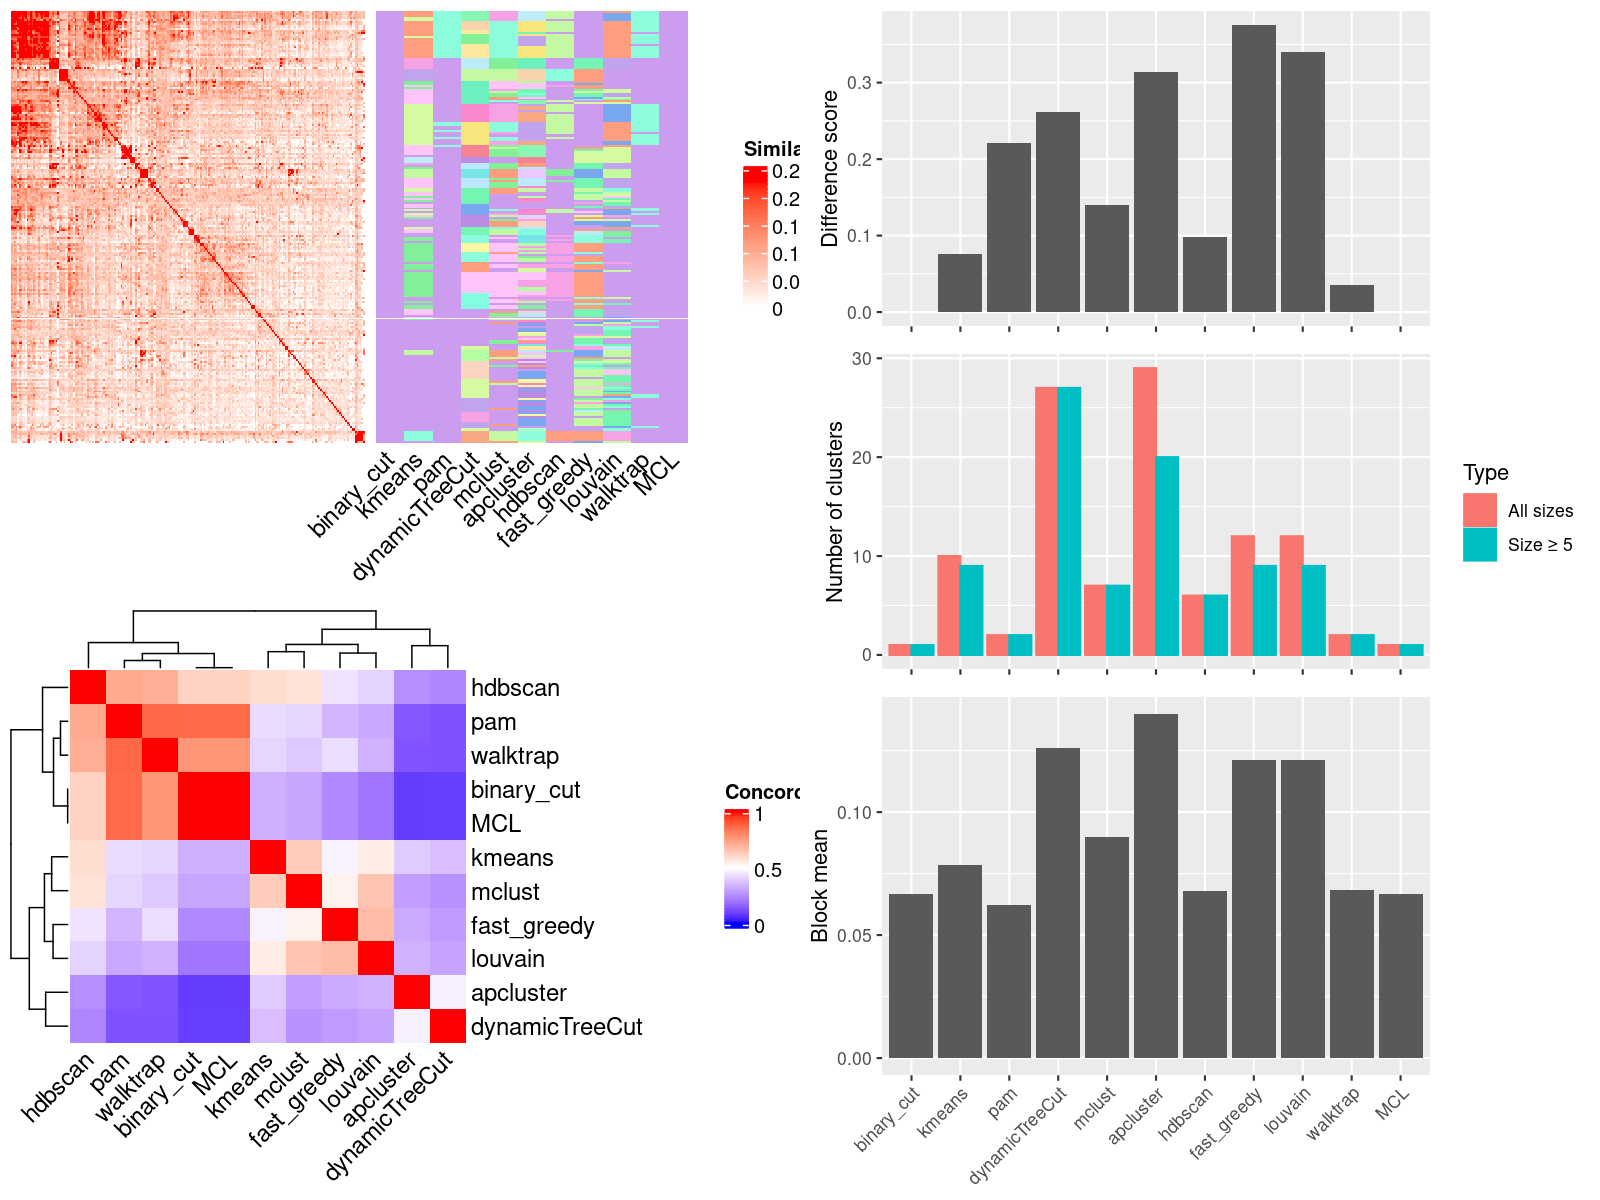 Simila
0.2
0.2
0.1
0.1
0.0
0
binary_cut
kmeans
pam
dynamicTreeCut
mclust
apcluster
hdbscan
fast_greedy
louvain
walktrap
MCL
hdbscan
pam
walktrap
binary_cut
MCL
kmeans
mclust
fast_greedy
louvain
apcluster
dynamicTreeCut
hdbscan
pam
walktrap
binary_cut
MCL
kmeans
mclust
fast_greedy
louvain
apcluster
dynamicTreeCut
Concord
1
0.5
0
Difference score
0.3
0.2
0.1
0.0
Number of clusters
30
20
10
0
Type
All sizes
Size ≥ 5
Block mean
0.10
0.05
0.00
binary_cut
kmeans
pam
dynamicTreeCut
mclust
apcluster
hdbscan
fast_greedy
louvain
walktrap
MCL